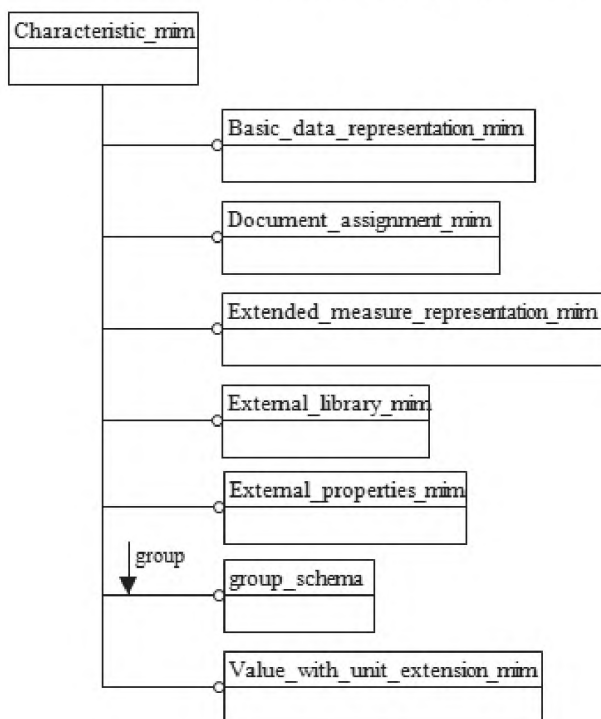 Characteristic_mim
Basic_data_representation_mim
Document_assignment_mim
Extended_measure_representation_mim
External_library_mim
External_properties_mim
group
group_schema
Value_with_unit_extension_mim